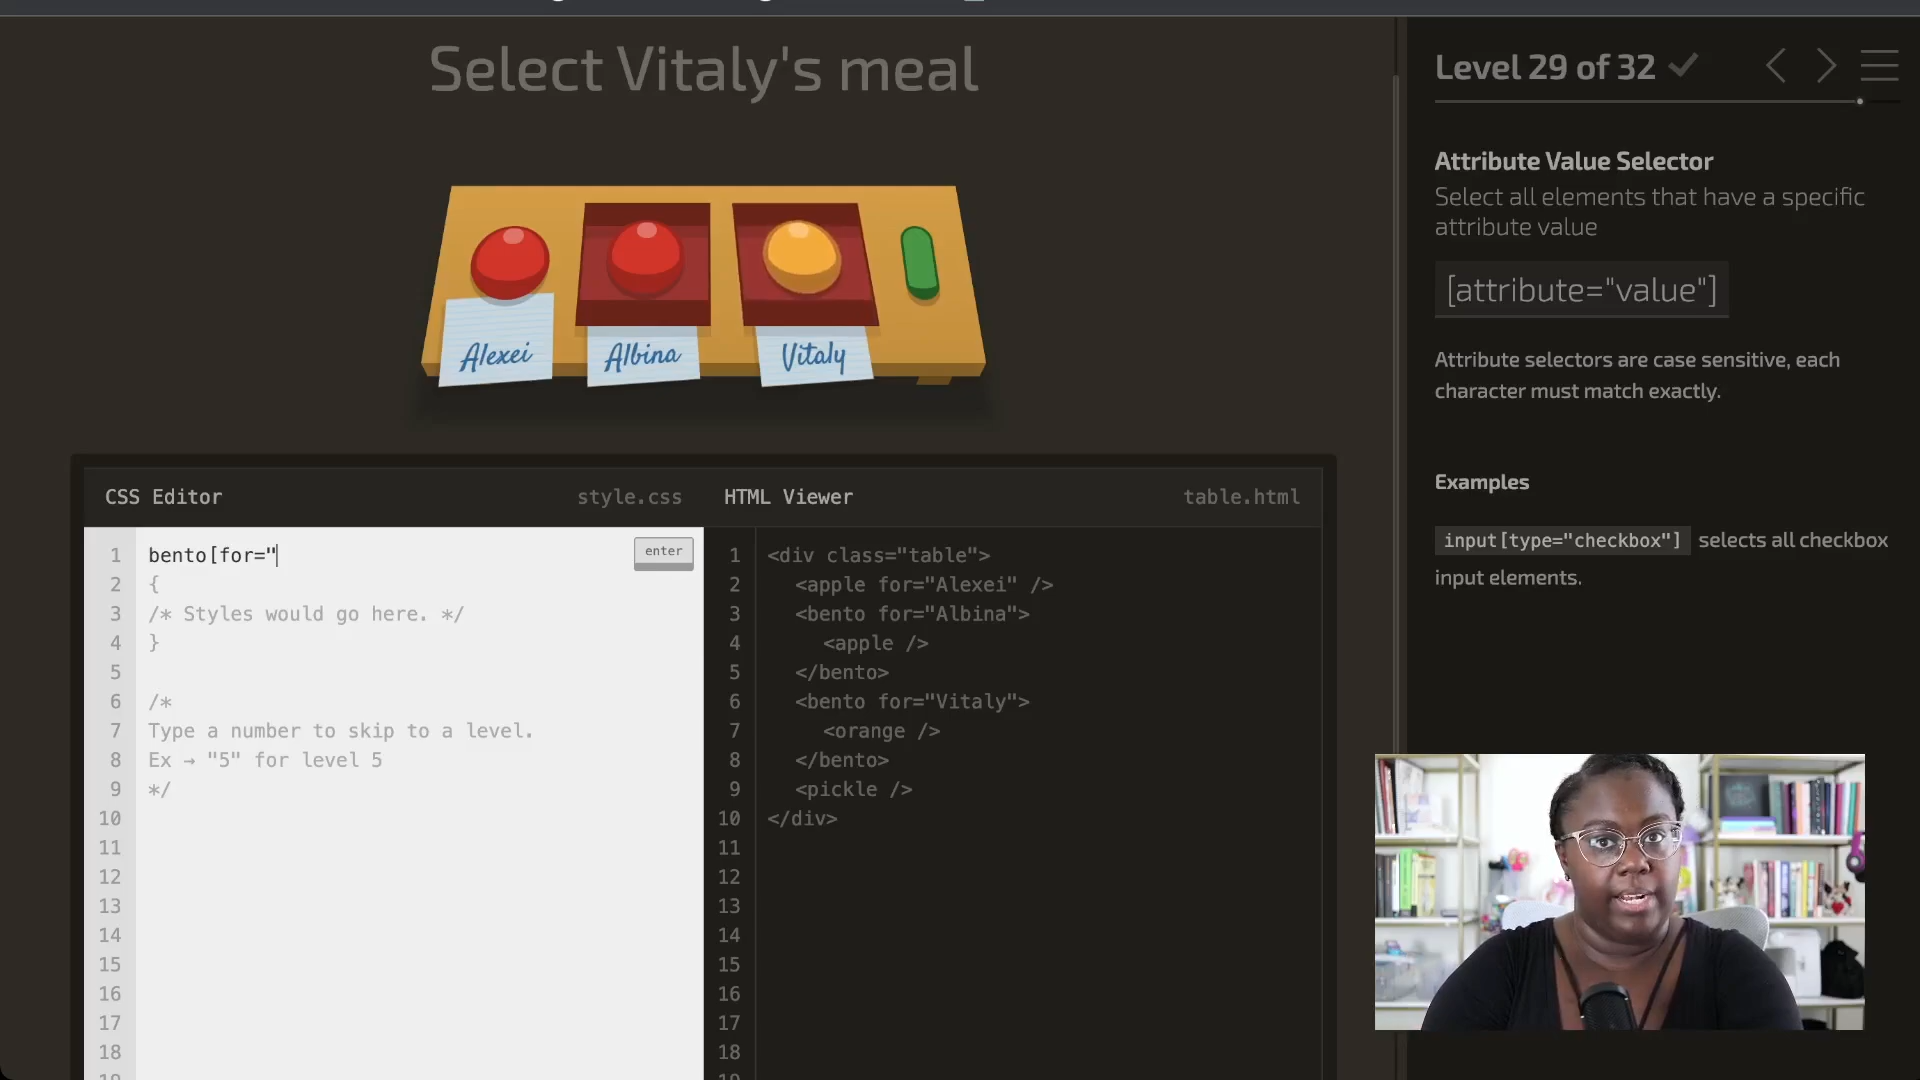 Select Vitaly's meal
Alexei
Albina
Vitaly
CSS Editor
style.css
HTML Viewer
table.html
1 bento[for="
enter
2 {
3 /* Styles would go here. */
4 }
5
6 /*
7 Type a number to skip to a level.
8 Ex → "5" for level 5
9 */
10
11
12
13
14
15
16
17
18
1 <div class="table">
2 <apple for="Alexei" />
3 <bento for="Albina">
4 <apple />
5 </bento>
6 <bento for="Vitaly">
7 <orange />
8 </bento>
9 <pickle />
10 </div>
11
12
13
14
15
16
17
18
Level 29 of 32
Attribute Value Selector
Select all elements that have a specific
attribute value
[attribute="value"]
Attribute selectors are case sensitive, each
character must match exactly.
Examples
input[type="checkbox"] selects all checkbox
input elements.